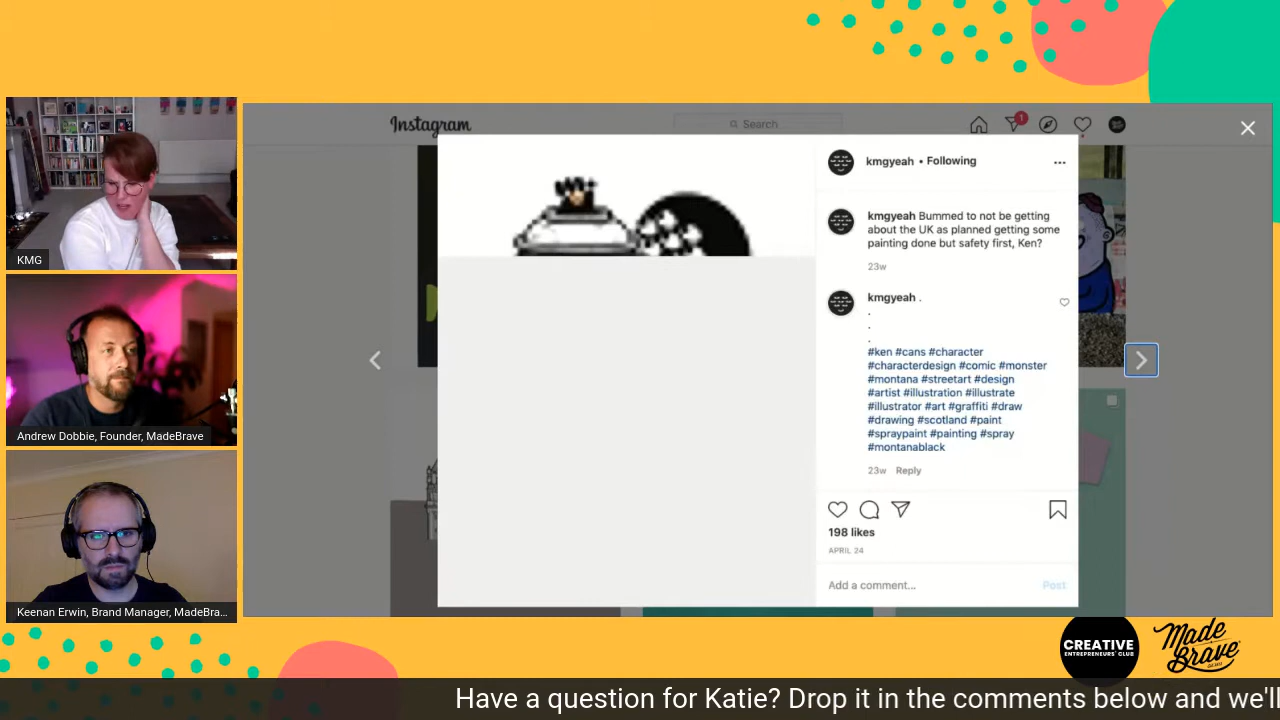 KMG
Andrew Dobbie, Founder, MadeBrave
Keenan Erwin, Brand Manager, MadeBra...
Instagram
Search
1
kmgyeah • Following
kmgyeah Bummed to not be getting
about the UK as planned getting some
painting done but safety first, Ken?
23w
kmgyeah .
.
.
.
#ken #cans #character
#characterdesign #comic #monster
#montana #streetart #design
#artist #illustration #illustrate
#illustrator #art #graffiti #draw
#drawing #scotland #paint
#spraypaint #painting #spray
#montanablack
23w Reply
198 likes
APRIL 24
Add a comment...
Post
CREATIVE
ENTREPRENEURS' CLUB
Made
Brave
Have a question for Katie? Drop it in the comments below and we'll